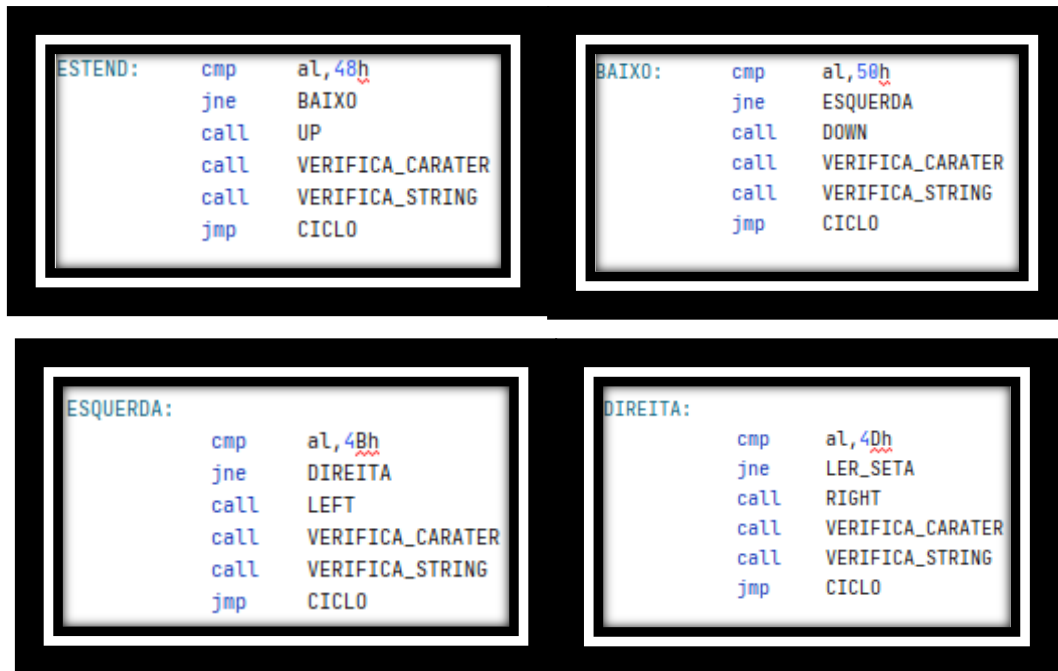 ESTEND: cmp al,48h
jne BAIXO
call UP
call VERIFICA_CARATER
call VERIFICA_STRING
jmp CICLO
BAIXO: cmp al,50h
jne ESQUERDA
call DOWN
call VERIFICA_CARATER
call VERIFICA_STRING
jmp CICLO
ESQUERDA:
cmp al,4Bh
jne DIREITA
call LEFT
call VERIFICA_CARATER
call VERIFICA_STRING
jmp CICLO
DIREITA:
cmp al,4Dh
jne LER_SETA
call RIGHT
call VERIFICA_CARATER
call VERIFICA_STRING
jmp CICLO